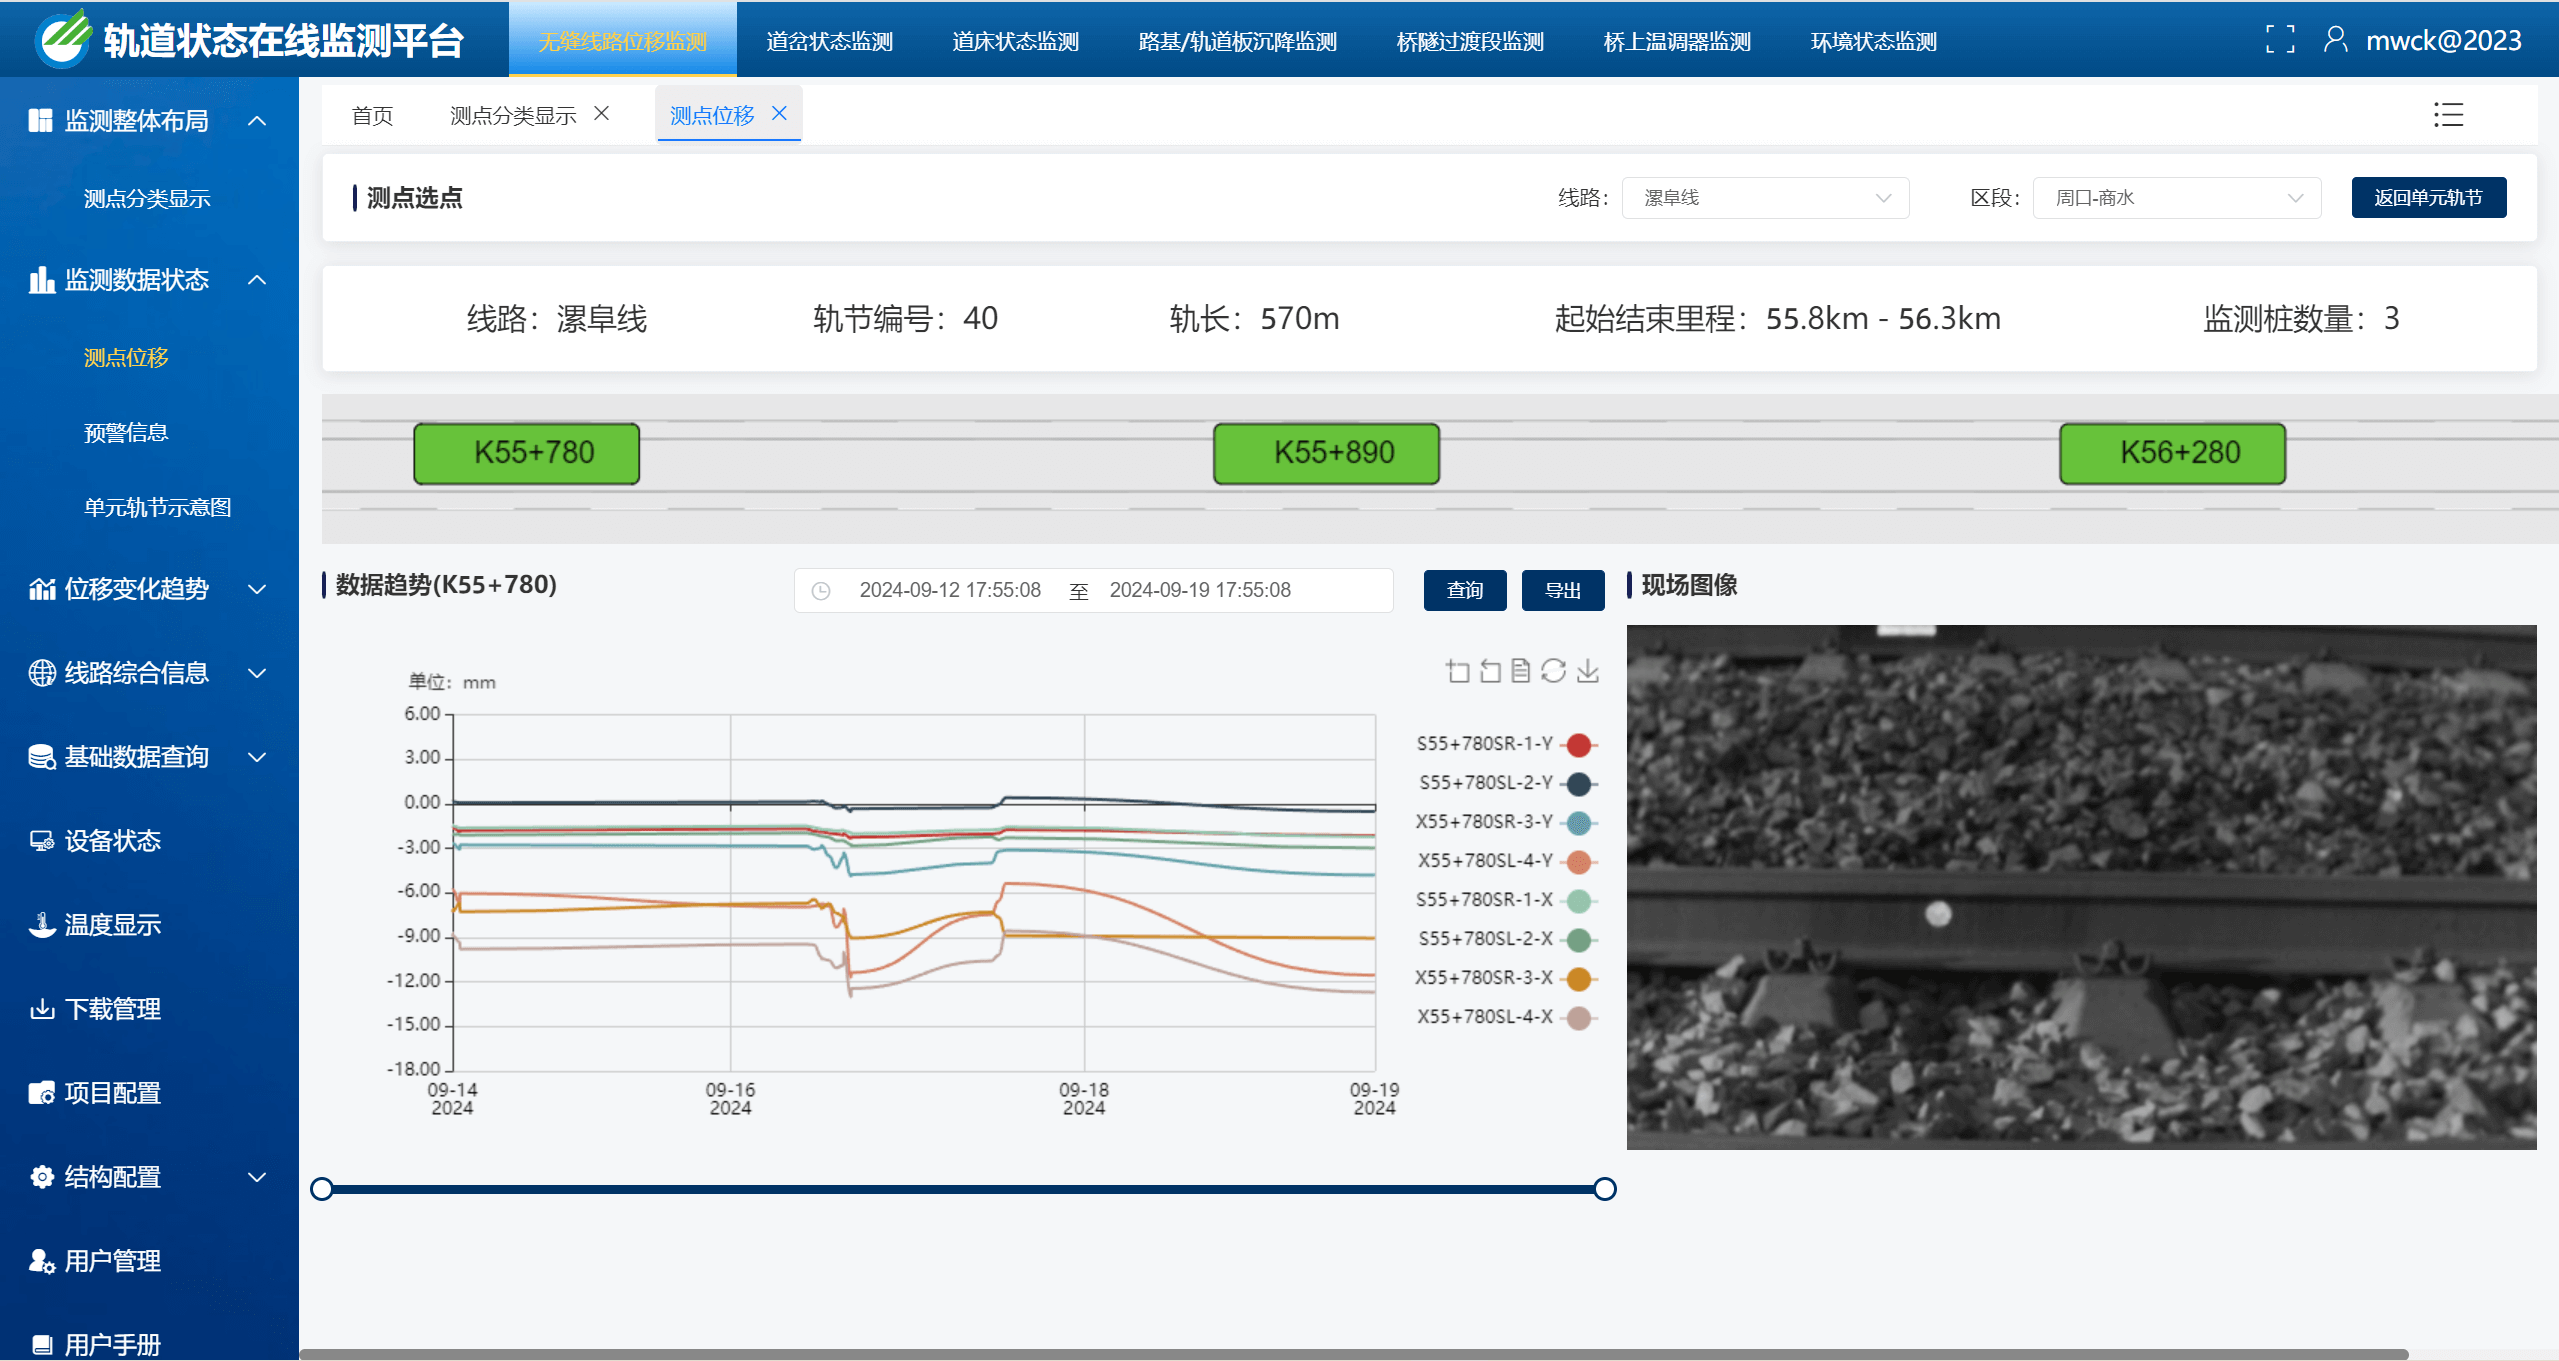 轨道状态在线监测平台
无缝线路位移监测
道岔状态监测
道床状态监测
路基/轨道板沉降监测
桥隧过渡段监测
桥上温调器监测
环境状态监测
mwck@2023
监测整体布局
测点分类显示
监测数据状态
测点位移
预警信息
单元轨节示意图
位移变化趋势
线路综合信息
基础数据查询
设备状态
温度显示
下载管理
项目配置
结构配置
用户管理
用户手册
首页
测点分类显示
测点位移
测点选点
线路：
漯阜线
区段：
周口-商水
返回单元轨节
线路：漯阜线
轨节编号：40
轨长：570m
起始结束里程：55.8km - 56.3km
监测桩数量：3
K55+780
K55+890
K56+280
数据趋势(K55+780)
2024-09-12 17:55:08 至 2024-09-19 17:55:08
查询
导出
现场图像
单位：mm
6.00
3.00
0.00
-3.00
-6.00
-9.00
-12.00
-15.00
-18.00
09-14
2024
09-16
2024
09-18
2024
09-19
2024
S55+780SR-1-Y
S55+780SL-2-Y
X55+780SR-3-Y
X55+780SL-4-Y
S55+780SR-1-X
S55+780SL-2-X
X55+780SR-3-X
X55+780SL-4-X